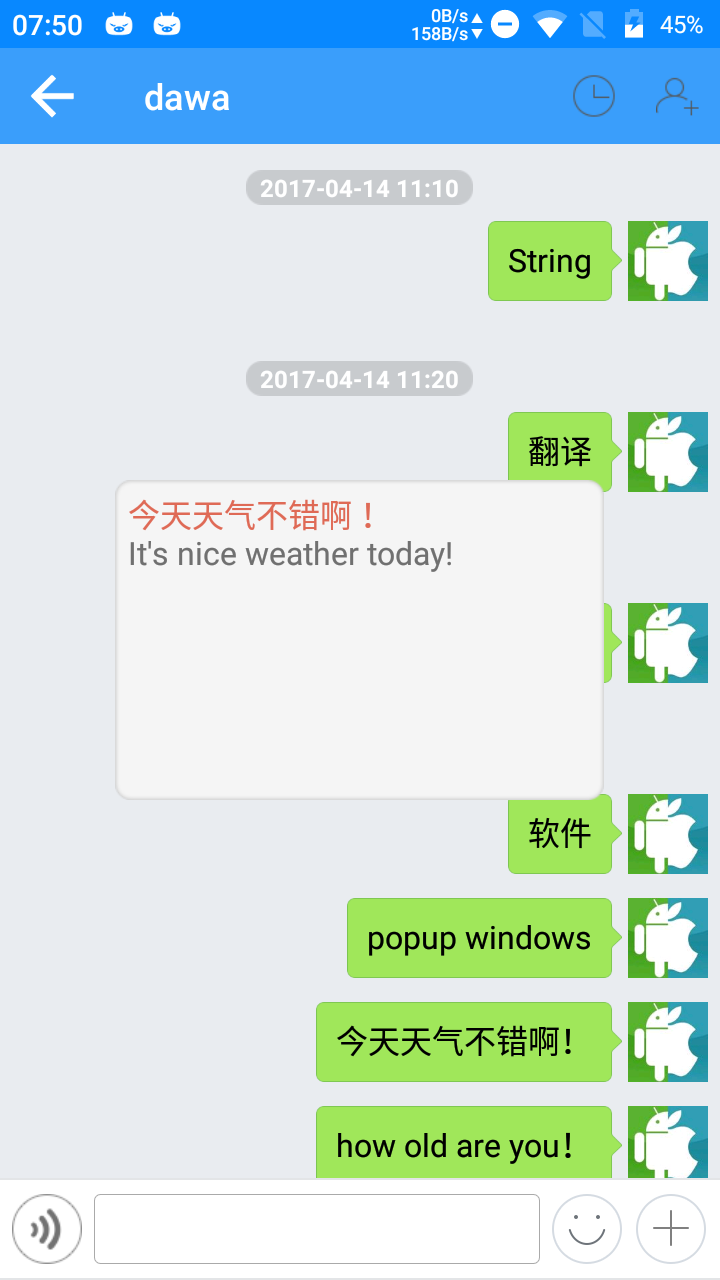 07:50
0B/s
158B/s
45%
dawa
2017-04-14 11:10
String
2017-04-14 11:20
翻译
今天天气不错啊！
It's nice weather today!
软件
popup windows
今天天气不错啊！
how old are you！